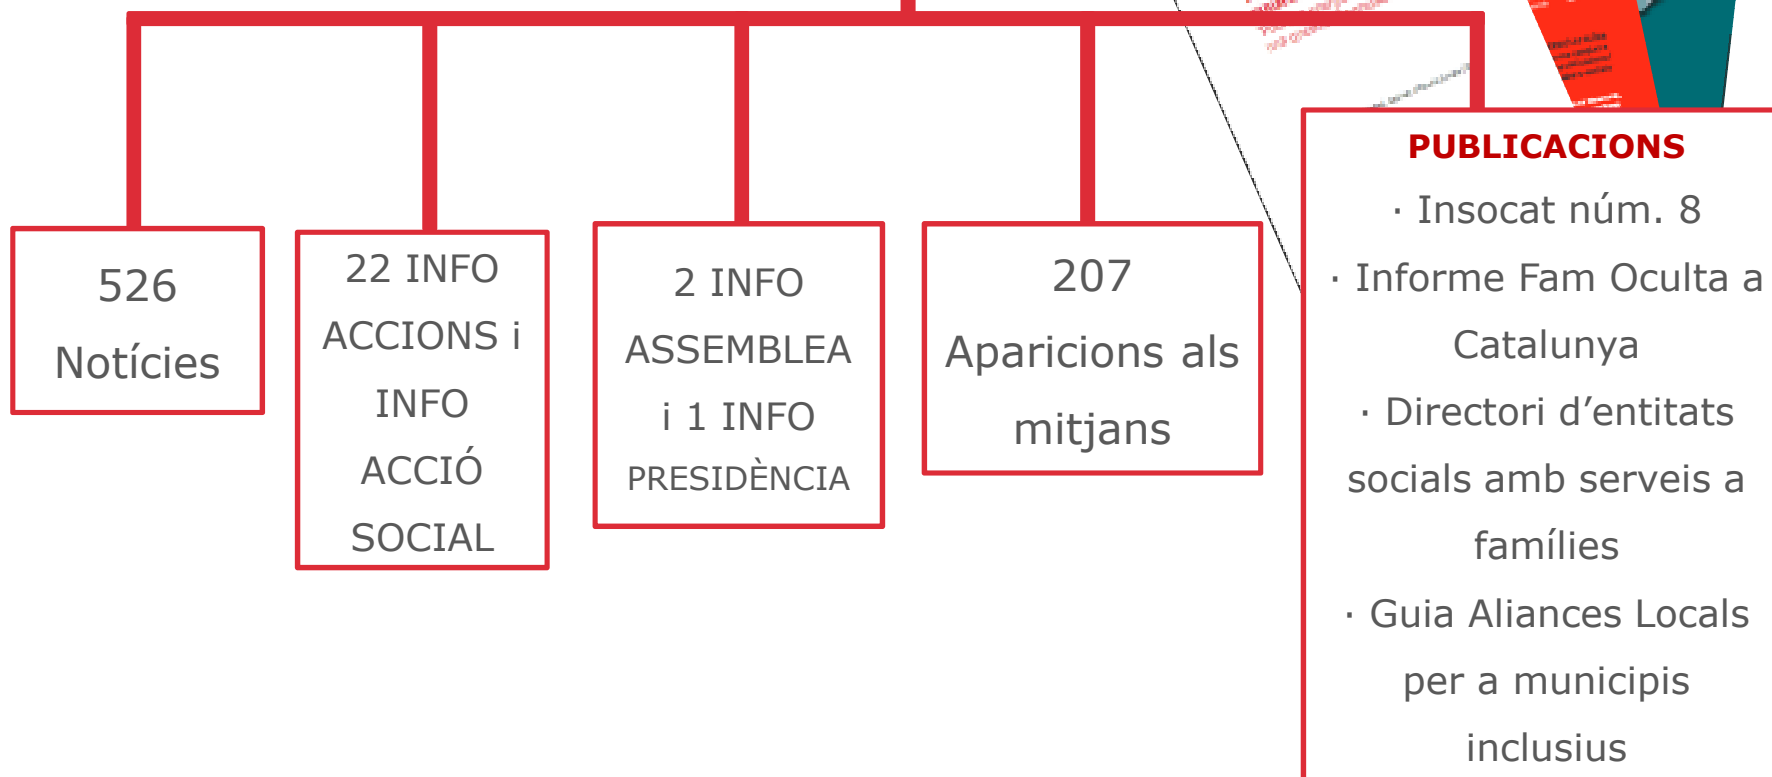 526
Notícies
22 INFO
ACCIONS i
INFO
ACCIÓ
SOCIAL
2 INFO
ASSEMBLEA
i 1 INFO
PRESIDÈNCIA
207
Aparicions als
mitjans
PUBLICACIONS
· Insocat núm. 8
· Informe Fam Oculta a
Catalunya
· Directori d’entitats
socials amb serveis a
famílies
· Guia Aliances Locals
per a municipis
inclusius